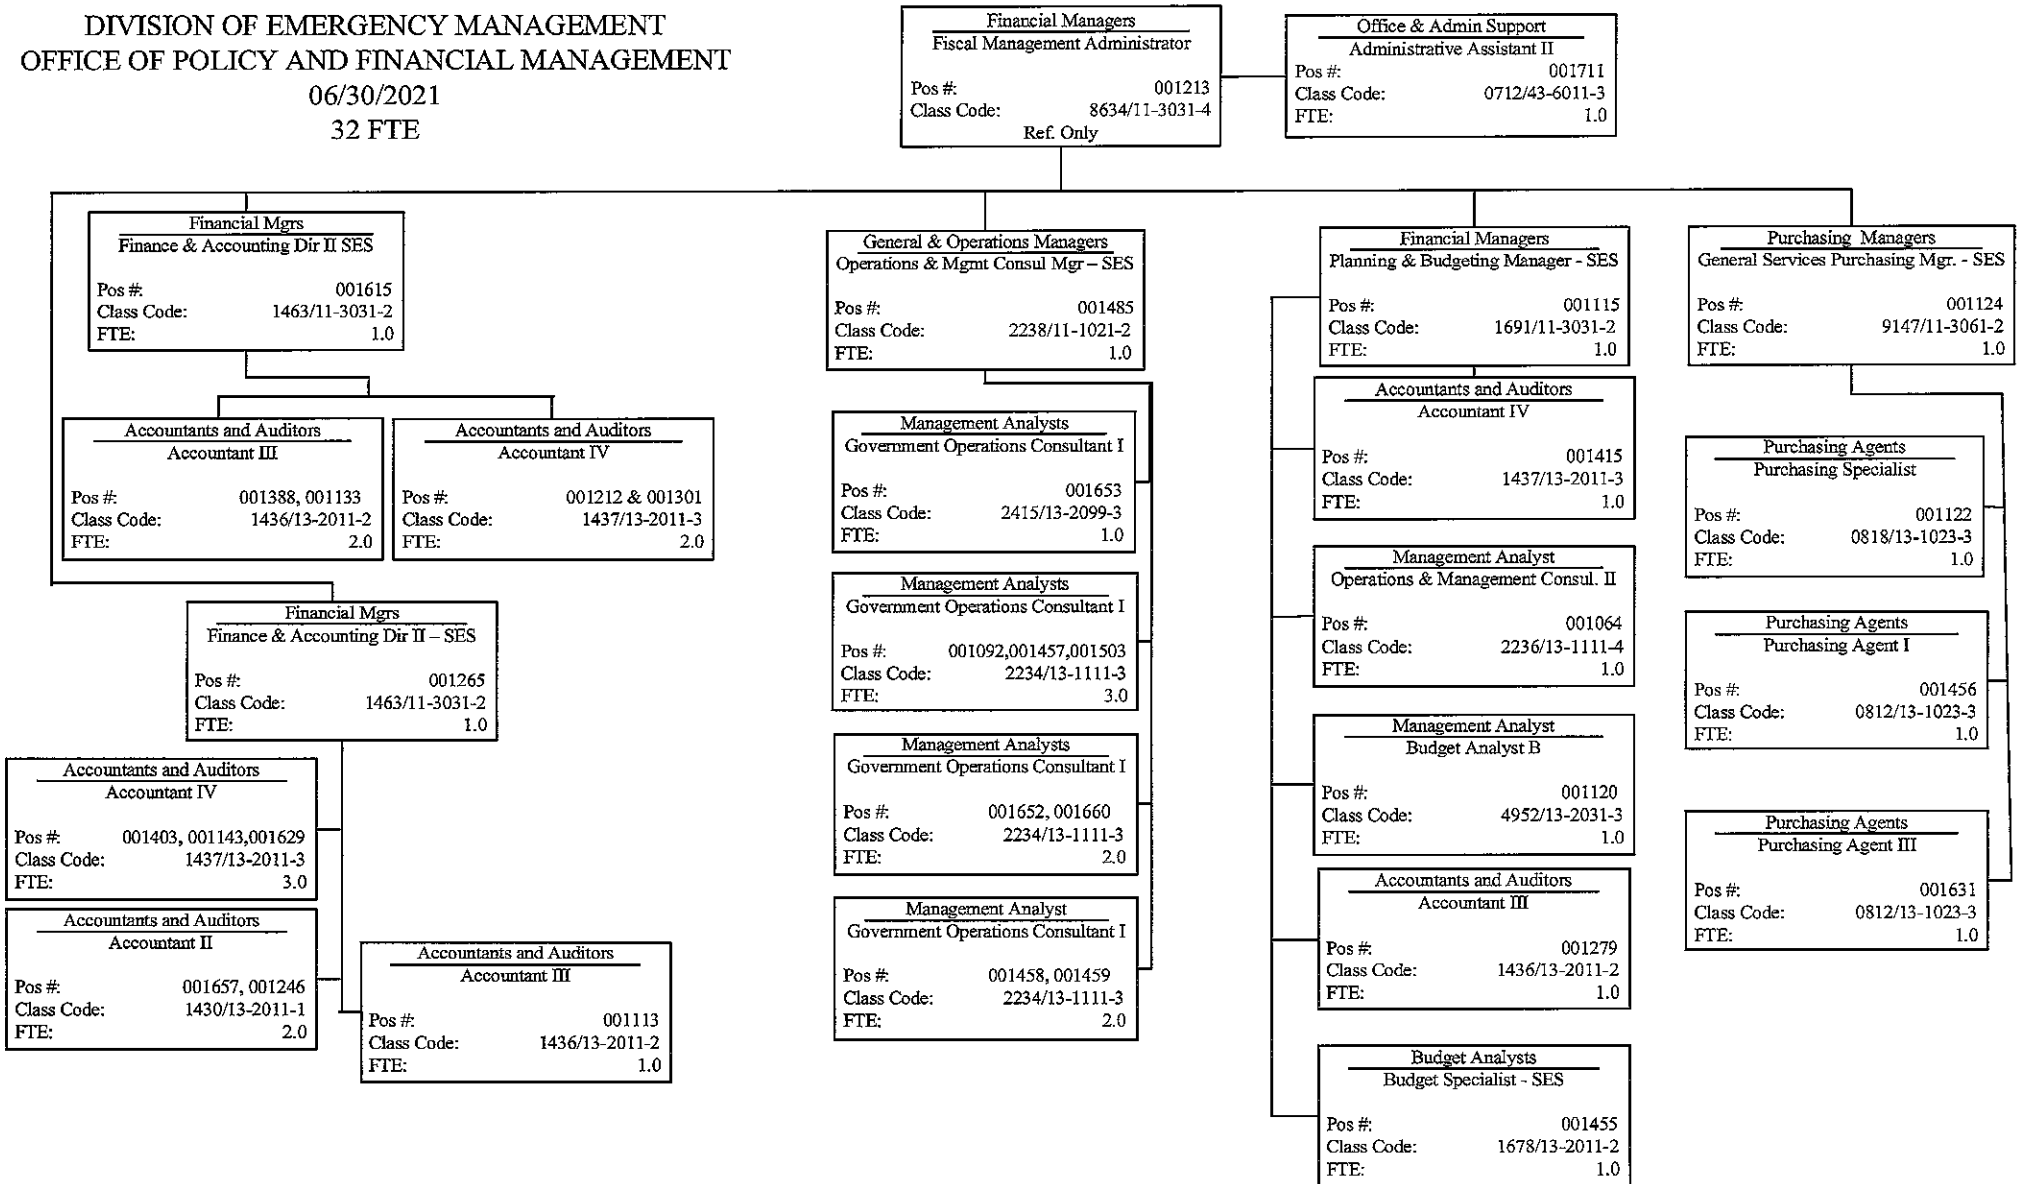 DIVISION OF EMERGENCY MANAGEMENT
OFFICE OF POLICY AND FINANCIAL MANAGEMENT
06/30/2021
32 FTE
Financial Managers
Fiscal Management Administrator
Pos #: 001213
Class Code: 8634/11-3031-4
Ref. Only
Office & Admin Support
Administrative Assistant II
Pos #: 001711
Class Code: 0712/43-6011-3
FTE: 1.0
Financial Mgrs
Finance & Accounting Dir II SES
Pos #: 001615
Class Code: 1463/11-3031-2
FTE: 1.0
Accountants and Auditors
Accountant III
Pos #: 001388, 001133
Class Code: 1436/13-2011-2
FTE: 2.0
Accountants and Auditors
Accountant IV
Pos #: 001212 & 001301
Class Code: 1437/13-2011-3
FTE: 2.0
Financial Mgrs
Finance & Accounting Dir II – SES
Pos #: 001265
Class Code: 1463/11-3031-2
FTE: 1.0
Accountants and Auditors
Accountant IV
Pos #: 001403, 001143,001629
Class Code: 1437/13-2011-3
FTE: 3.0
Accountants and Auditors
Accountant II
Pos #: 001657, 001246
Class Code: 1430/13-2011-1
FTE: 2.0
Accountants and Auditors
Accountant III
Pos #: 001113
Class Code: 1436/13-2011-2
FTE: 1.0
General & Operations Managers
Operations & Mgmt Consul Mgr – SES
Pos #: 001485
Class Code: 2238/11-1021-2
FTE: 1.0
Management Analysts
Government Operations Consultant I
Pos #: 001653
Class Code: 2415/13-2099-3
FTE: 1.0
Management Analysts
Government Operations Consultant I
Pos #: 001092,001457,001503
Class Code: 2234/13-1111-3
FTE: 3.0
Management Analysts
Government Operations Consultant I
Pos #: 001652, 001660
Class Code: 2234/13-1111-3
FTE: 2.0
Management Analyst
Government Operations Consultant I
Pos #: 001458, 001459
Class Code: 2234/13-1111-3
FTE: 2.0
Financial Managers
Planning & Budgeting Manager - SES
Pos #: 001115
Class Code: 1691/11-3031-2
FTE: 1.0
Accountants and Auditors
Accountant IV
Pos #: 001415
Class Code: 1437/13-2011-3
FTE: 1.0
Management Analyst
Operations & Management Consul. II
Pos #: 001064
Class Code: 2236/13-1111-4
FTE: 1.0
Management Analyst
Budget Analyst B
Pos #: 001120
Class Code: 4952/13-2031-3
FTE: 1.0
Accountants and Auditors
Accountant III
Pos #: 001279
Class Code: 1436/13-2011-2
FTE: 1.0
Budget Analysts
Budget Specialist - SES
Pos #: 001455
Class Code: 1678/13-2011-2
FTE: 1.0
Purchasing Managers
General Services Purchasing Mgr. - SES
Pos #: 001124
Class Code: 9147/11-3061-2
FTE: 1.0
Purchasing Agents
Purchasing Specialist
Pos #: 001122
Class Code: 0818/13-1023-3
FTE: 1.0
Purchasing Agents
Purchasing Agent I
Pos #: 001456
Class Code: 0812/13-1023-3
FTE: 1.0
Purchasing Agents
Purchasing Agent III
Pos #: 001631
Class Code: 0812/13-1023-3
FTE: 1.0